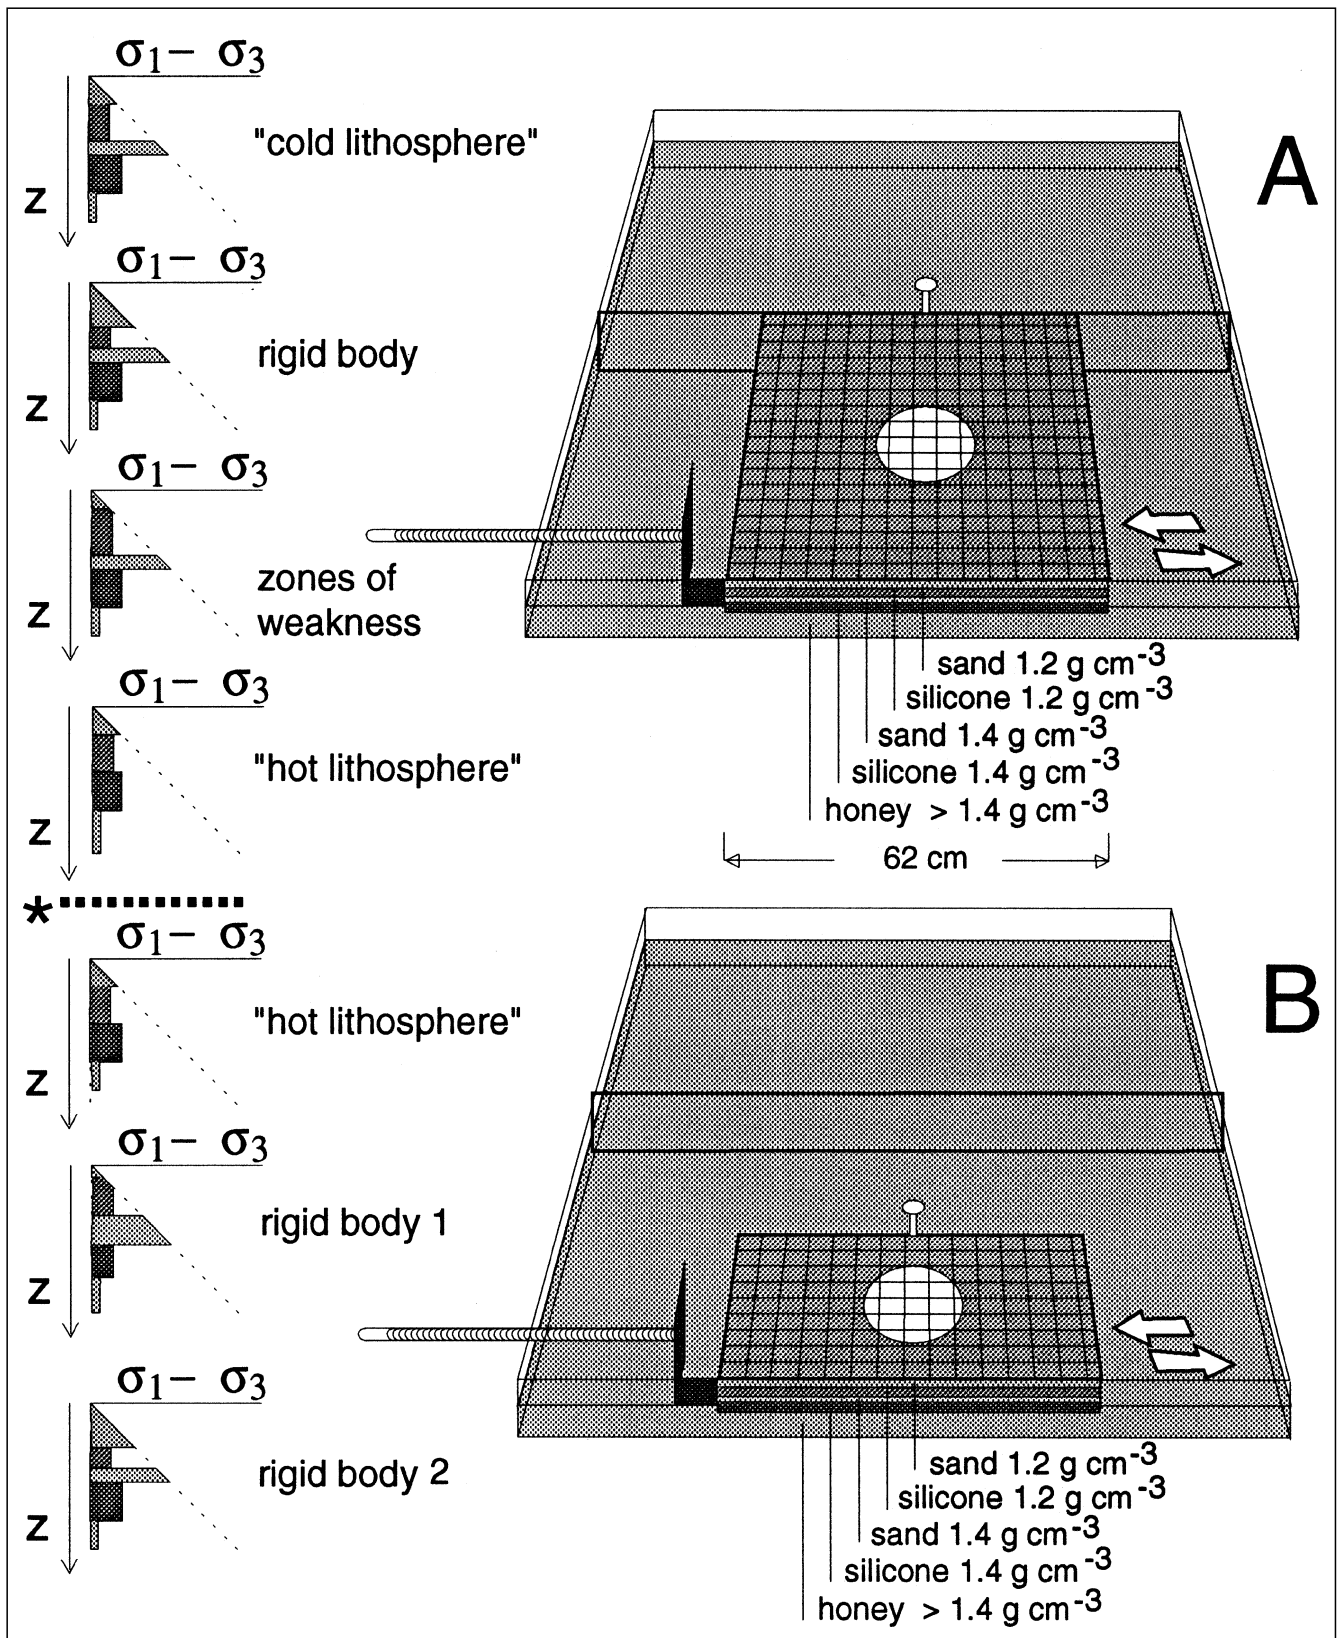 σ1− σ3
"cold lithosphere"
z
σ1− σ3
rigid body
z
σ1− σ3
zones of
weakness
z
σ1− σ3
"hot lithosphere"
z
*
σ1− σ3
"hot lithosphere"
z
σ1− σ3
rigid body 1
z
σ1− σ3
rigid body 2
z
A
sand 1.2 g cm-3
silicone 1.2 g cm-3
sand 1.4 g cm-3
silicone 1.4 g cm-3
honey > 1.4 g cm-3
62 cm
B
sand 1.2 g cm-3
silicone 1.2 g cm-3
sand 1.4 g cm-3
silicone 1.4 g cm-3
honey > 1.4 g cm-3